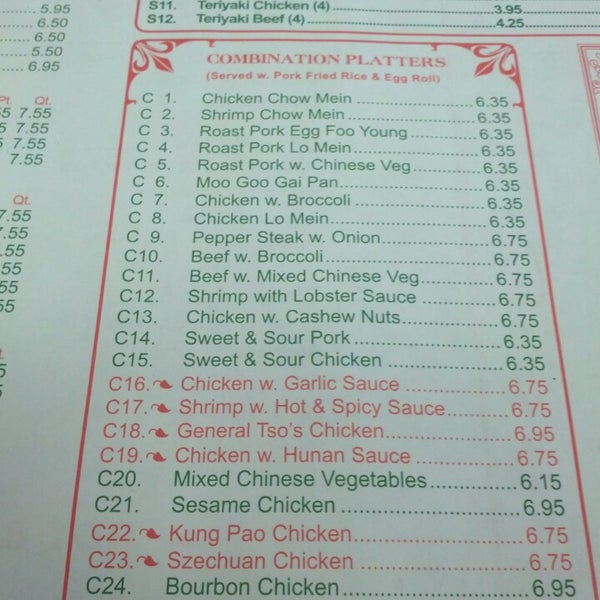 5.95
6.50
6.50
5.50
6.95
Pt. Qt.
7.55
7.55
7.55
7.55
Qt.
7.55
7.55
S11. Teriyaki Chicken (4) 3.95
S12. Teriyaki Beef (4) 4.25
COMBINATION PLATTERS
(Served w. Pork Fried Rice & Egg Roll)
C 1. Chicken Chow Mein 6.35
C 2. Shrimp Chow Mein 6.35
C 3. Roast Pork Egg Foo Young 6.35
C 4. Roast Pork Lo Mein 6.35
C 5. Roast Pork w. Chinese Veg 6.35
C 6. Moo Goo Gai Pan 6.35
C 7. Chicken w. Broccoli 6.35
C 8. Chicken Lo Mein 6.35
C 9. Pepper Steak w. Onion 6.75
C10. Beef w. Broccoli 6.75
C11. Beef w. Mixed Chinese Veg 6.75
C12. Shrimp with Lobster Sauce 6.75
C13. Chicken w. Cashew Nuts 6.75
C14. Sweet & Sour Pork 6.35
C15. Sweet & Sour Chicken 6.35
C16. Chicken w. Garlic Sauce 6.75
C17. Shrimp w. Hot & Spicy Sauce 6.75
C18. General Tso's Chicken 6.95
C19. Chicken w. Hunan Sauce 6.75
C20. Mixed Chinese Vegetables 6.15
C21. Sesame Chicken 6.95
C22. Kung Pao Chicken 6.75
C23. Szechuan Chicken 6.75
C24. Bourbon Chicken 6.95